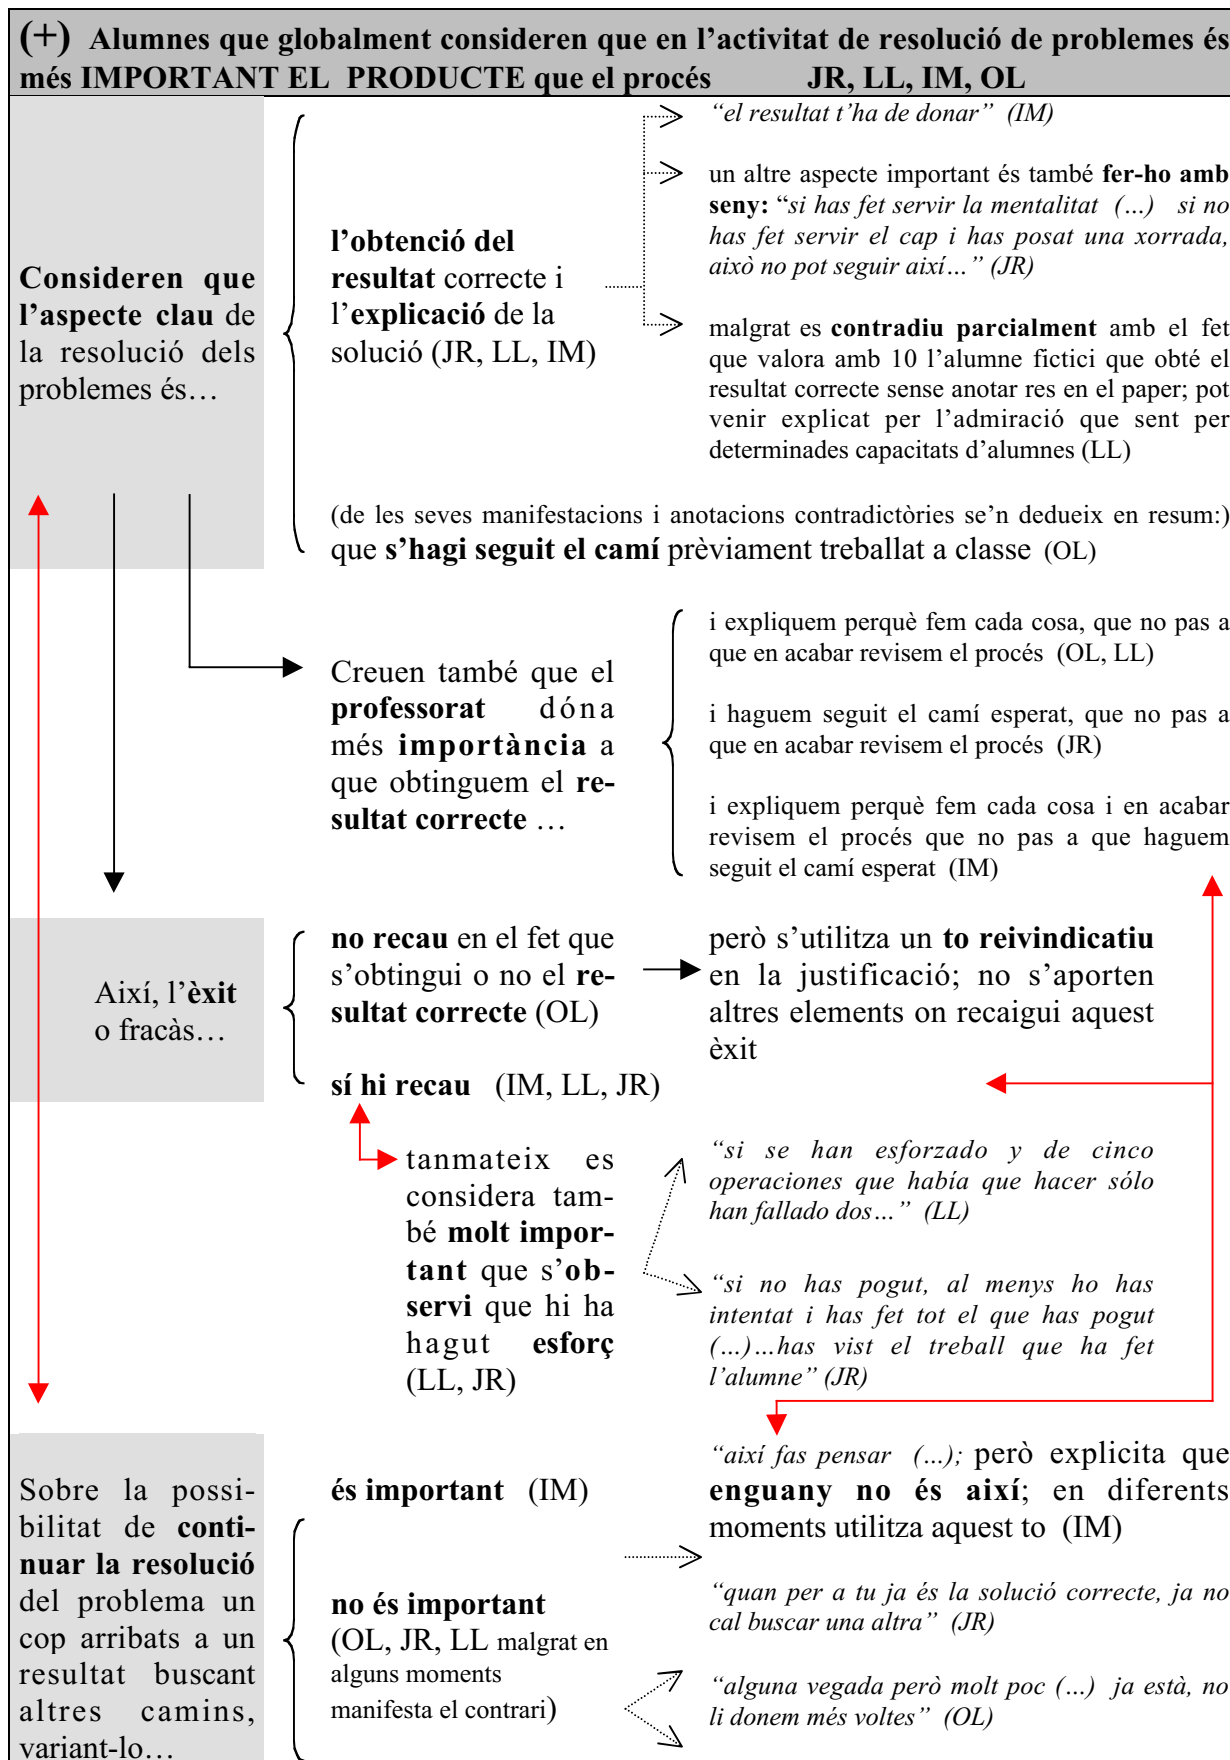 (+) Alumnes que globalment consideren que en l’activitat de resolució de problemes és
més IMPORTANT EL PRODUCTE que el procés JR, LL, IM, OL
Consideren que
l’aspecte clau de
la resolució dels
problemes és…
l’obtenció del
resultat correcte i
l’explicació de la
solució (JR, LL, IM)
“el resultat t’ha de donar” (IM)
un altre aspecte important és també fer-ho amb
seny: “si has fet servir la mentalitat (…) si no
has fet servir el cap i has posat una xorrada,
això no pot seguir així…” (JR)
malgrat es contradiu parcialment amb el fet
que valora amb 10 l’alumne fictici que obté el
resultat correcte sense anotar res en el paper; pot
venir explicat per l’admiració que sent per
determinades capacitats d’alumnes (LL)
(de les seves manifestacions i anotacions contradictòries se’n dedueix en resum:)
que s’hagi seguit el camí prèviament treballat a classe (OL)
Creuen també que el
professorat dóna
més importància a
que obtinguem el re-
sultat correcte …
i expliquem perquè fem cada cosa, que no pas a
que en acabar revisem el procés (OL, LL)
i haguem seguit el camí esperat, que no pas a
que en acabar revisem el procés (JR)
i expliquem perquè fem cada cosa i en acabar
revisem el procés que no pas a que haguem
seguit el camí esperat (IM)
Així, l’èxit
o fracàs…
no recau en el fet que
s’obtingui o no el re-
sultat correcte (OL)
però s’utilitza un to reivindicatiu
en la justificació; no s’aporten
altres elements on recaigui aquest
èxit
sí hi recau (IM, LL, JR)
tanmateix es
considera tam-
bé molt impor-
tant que s’ob-
servi que hi ha
hagut esforç
(LL, JR)
“si se han esforzado y de cinco
operaciones que había que hacer sólo
han fallado dos…” (LL)
“si no has pogut, al menys ho has
intentat i has fet tot el que has pogut
(…)…has vist el treball que ha fet
l’alumne” (JR)
Sobre la possi-
bilitat de conti-
nuar la resolució
del problema un
cop arribats a un
resultat buscant
altres camins,
variant-lo…
és important (IM)
“així fas pensar (…); però explicita que
enguany no és així; en diferents
moments utilitza aquest to (IM)
no és important
(OL, JR, LL malgrat en
alguns moments
manifesta el contrari)
“quan per a tu ja és la solució correcte, ja no
cal buscar una altra” (JR)
“alguna vegada però molt poc (…) ja està, no
li donem més voltes” (OL)